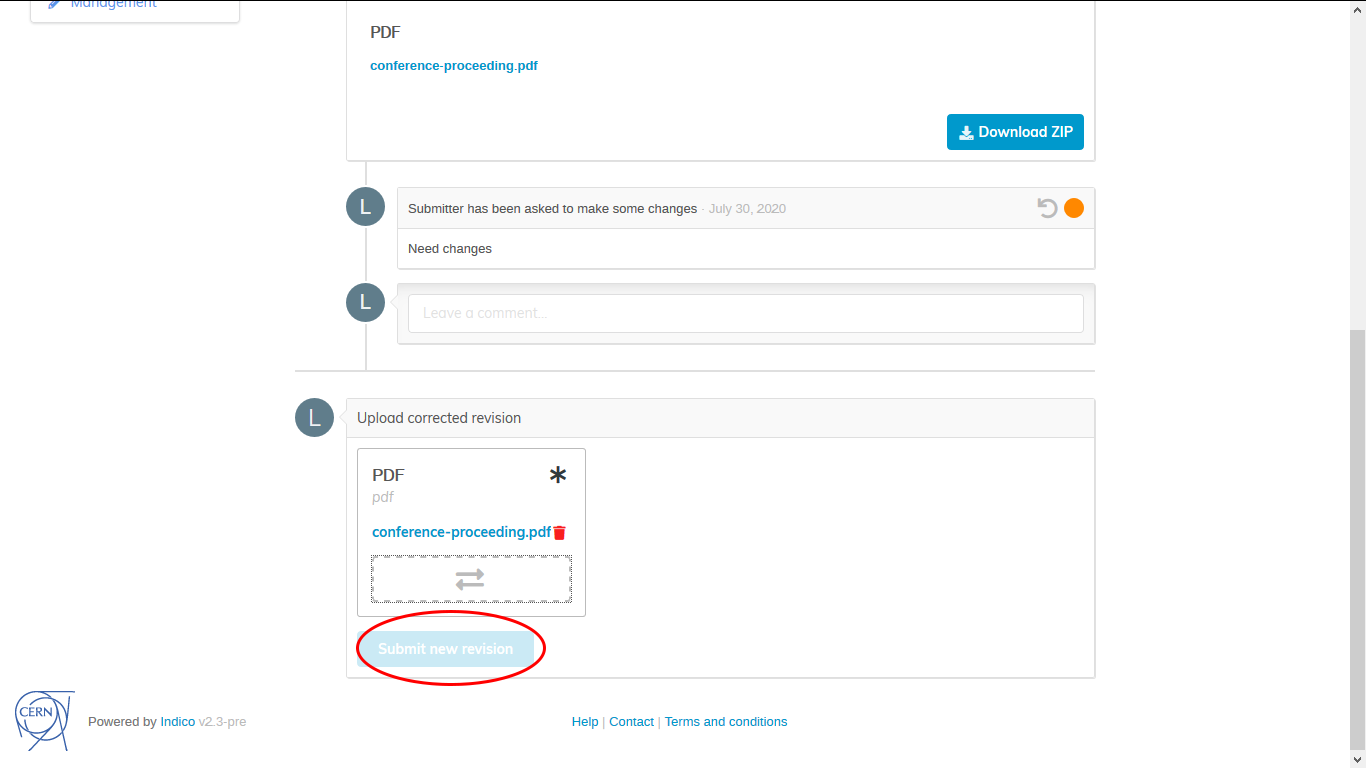 Management
PDF
conference-proceeding.pdf
Download ZIP
L
Submitter has been asked to make some changes · July 30, 2020
Need changes
L
Leave a comment...
L
Upload corrected revision
PDF
pdf
conference-proceeding.pdf
Submit new revision
CERN
Powered by Indico v2.3-pre
Help | Contact | Terms and conditions